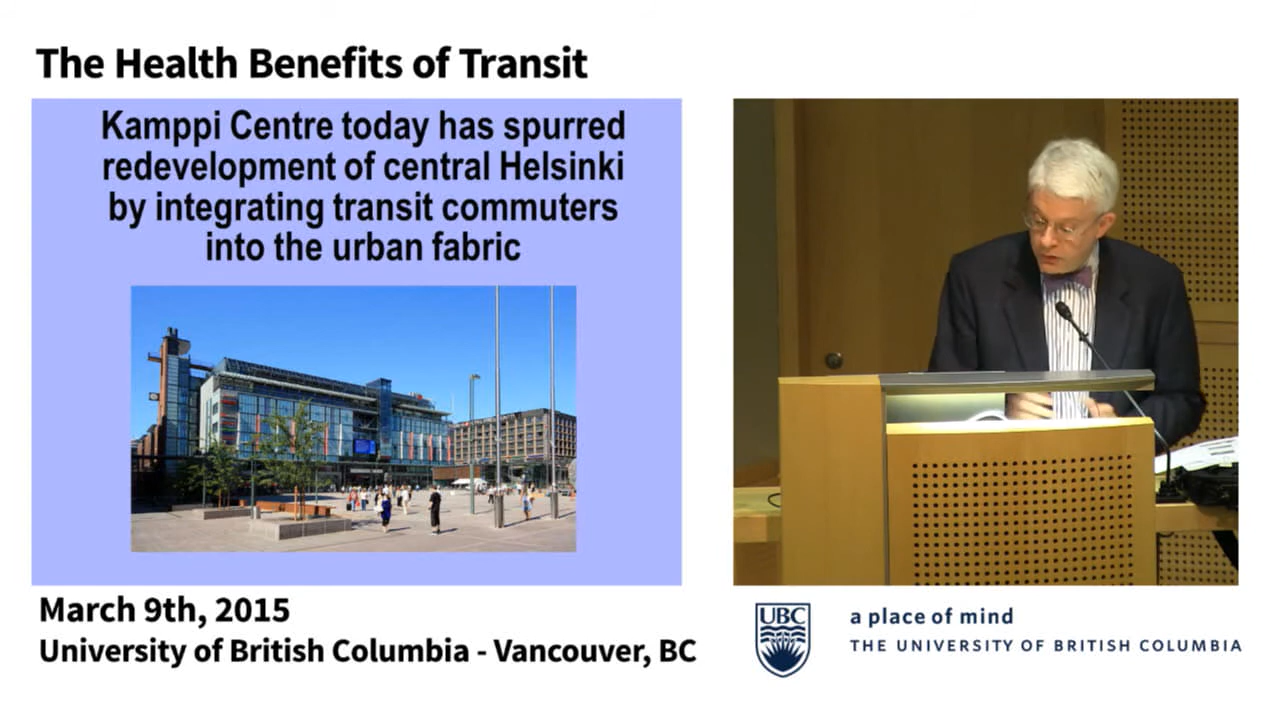 The Health Benefits of Transit
Kamppi Centre today has spurred
redevelopment of central Helsinki
by integrating transit commuters
into the urban fabric
March 9th, 2015
University of British Columbia - Vancouver, BC
UBC
a place of mind
THE UNIVERSITY OF BRITISH COLUMBIA